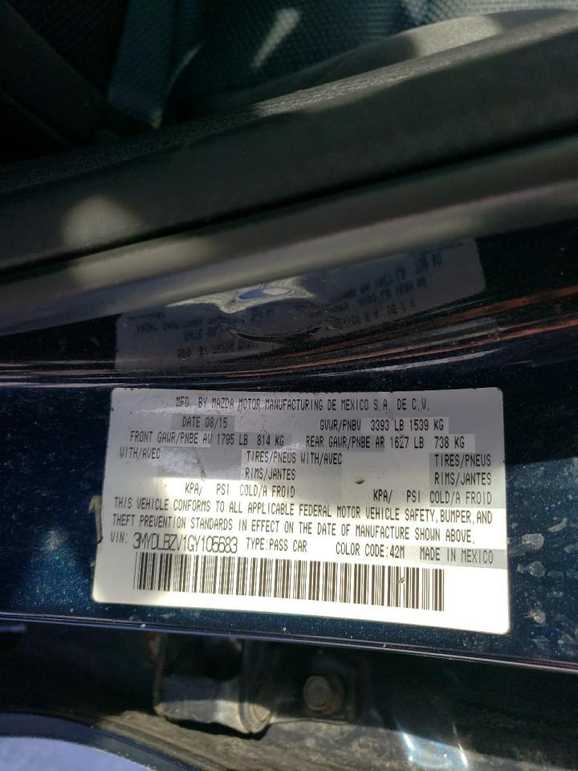 MFD. BY MAZDA MOTOR MANUFACTURING DE MEXICO S.A. DE C.V.
DATE 08/15 GVWR/PNBV 3393 LB 1539 KG
FRONT GAWR/PNBE AV 1795 LB 814 KG REAR GAWR/PNBE AR 1627 LB 738 KG
WITH/AVEC TIRES/PNEUS WITH/AVEC TIRES/PNEUS
RIMS/JANTES RIMS/JANTES
KPA/ PSI COLD/A FROID KPA/ PSI COLD/A FROID
THIS VEHICLE CONFORMS TO ALL APPLICABLE FEDERAL MOTOR VEHICLE SAFETY, BUMPER, AND
THEFT PREVENTION STANDARDS IN EFFECT ON THE DATE OF MANUFACTURE SHOWN ABOVE.
VIN: 3MYDLBZV1GY105583 TYPE:PASS CAR COLOR CODE:42M MADE IN MEXICO